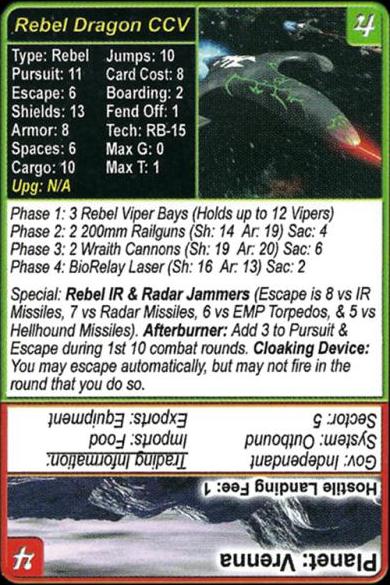 Rebel Dragon CCV
4
Type: Rebel Jumps: 10
Pursuit: 11 Card Cost: 8
Escape: 6 Boarding: 2
Shields: 13 Fend Off: 1
Armor: 8 Tech: RB-15
Spaces: 6 Max G: 0
Cargo: 10 Max T: 1
Upg: N/A
Phase 1: 3 Rebel Viper Bays (Holds up to 12 Vipers)
Phase 2: 2 200mm Railguns (Sh: 14 Ar: 19) Sac: 4
Phase 3: 2 Wraith Cannons (Sh: 19 Ar: 20) Sac: 6
Phase 4: BioRelay Laser (Sh: 16 Ar: 13) Sac: 2
Special: Rebel IR & Radar Jammers (Escape is 8 vs IR
Missiles, 7 vs Radar Missiles, 6 vs EMP Torpedos, & 5 vs
Hellhound Missiles). Afterburner: Add 3 to Pursuit &
Escape during 1st 10 combat rounds. Cloaking Device:
You may escape automatically, but may not fire in the
round that you do so.
Planet: Vrenna
4
Hostile Landing Fee: 1
Gov: Independant Trading Information:
System: Outbound Imports: Food
Sector: 5 Exports: Equipment